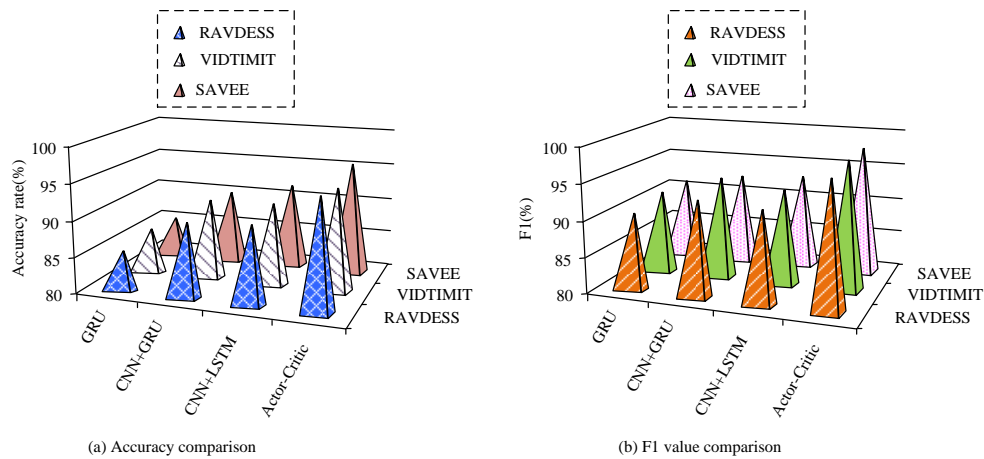 RAVDESS
VIDTIMIT
SAVEE
Accuracy rate(%)
100
95
90
85
80
GRU
CNN+GRU
CNN+LSTM
Actor-Critic
SAVEE
VIDTIMIT
RAVDESS
(a) Accuracy comparison
RAVDESS
VIDTIMIT
SAVEE
F1(%)
100
95
90
85
80
GRU
CNN+GRU
CNN+LSTM
Actor-Critic
SAVEE
VIDTIMIT
RAVDESS
(b) F1 value comparison